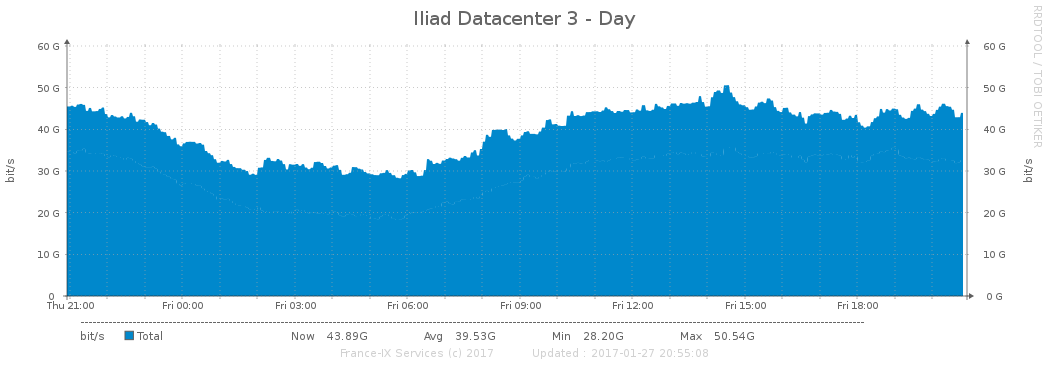 Iliad Datacenter 3 - Day
RRDTOOL / TOBI OETIKER
bit/s
60 G 60 G
50 G 50 G
40 G 40 G
30 G 30 G
20 G 20 G
10 G 10 G
0 0 G
bit/s
Thu 21:00 Fri 00:00 Fri 03:00 Fri 06:00 Fri 09:00 Fri 12:00 Fri 15:00 Fri 18:00
bit/s Total Now 43.89G Avg 39.53G Min 28.20G Max 50.54G
France-IX Services (c) 2017 Updated : 2017-01-27 20:55:08